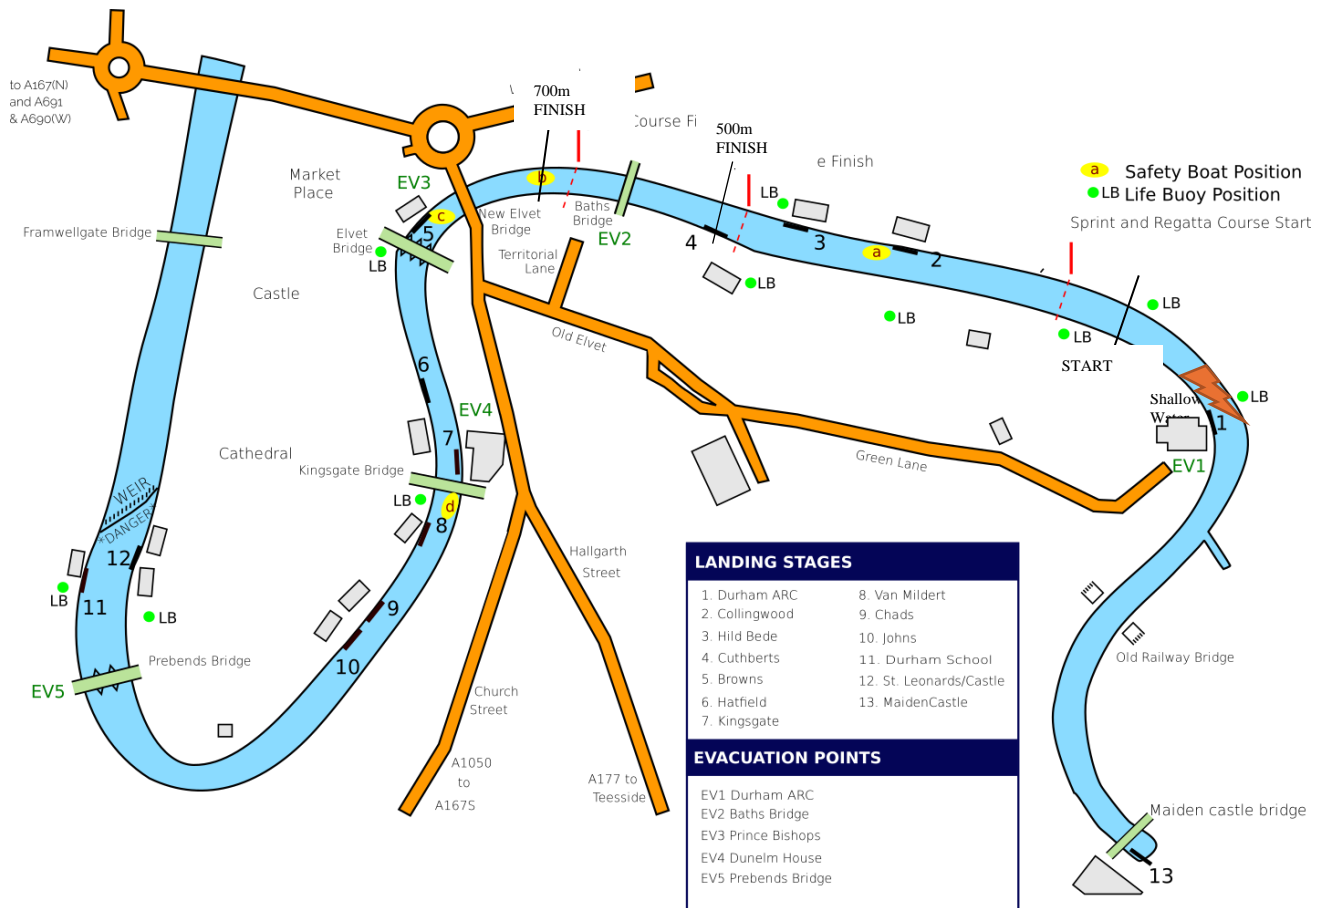 to A167(N)
and A691
& A690(W)
700m
FINISH
Course Fi
500m
FINISH
e Finish
Market
Place
EV3
b
a
Safety Boat Position
LB
Life Buoy Position
Sprint and Regatta Course Start
LB
c
5
New Elvet
Bridge
Baths
Bridge
EV2
Framwellgate Bridge
Elvet
Bridge
LB
Territorial
Lane
4
3
a
2
LB
Castle
LB
LB
LB
START
Old Elvet
6
Shallow
LB
1
EV4
7
Cathedral
Kingsgate Bridge
Green Lane
EV1
WEIR
*DANGER*
LB
d
8
12
11
LB
LB
9
10
Hallgarth
Street
Prebends Bridge
EV5
Old Railway Bridge
Church
Street
A1050
to
A167S
A177 to
Teesside
Maiden castle bridge
13
LANDING STAGES
1. Durham ARC
2. Collingwood
3. Hild Bede
4. Cuthberts
5. Browns
6. Hatfield
7. Kingsgate
8. Van Mildert
9. Chads
10. Johns
11. Durham School
12. St. Leonards/Castle
13. MaidenCastle
EVACUATION POINTS
EV1 Durham ARC
EV2 Baths Bridge
EV3 Prince Bishops
EV4 Dunelm House
EV5 Prebends Bridge